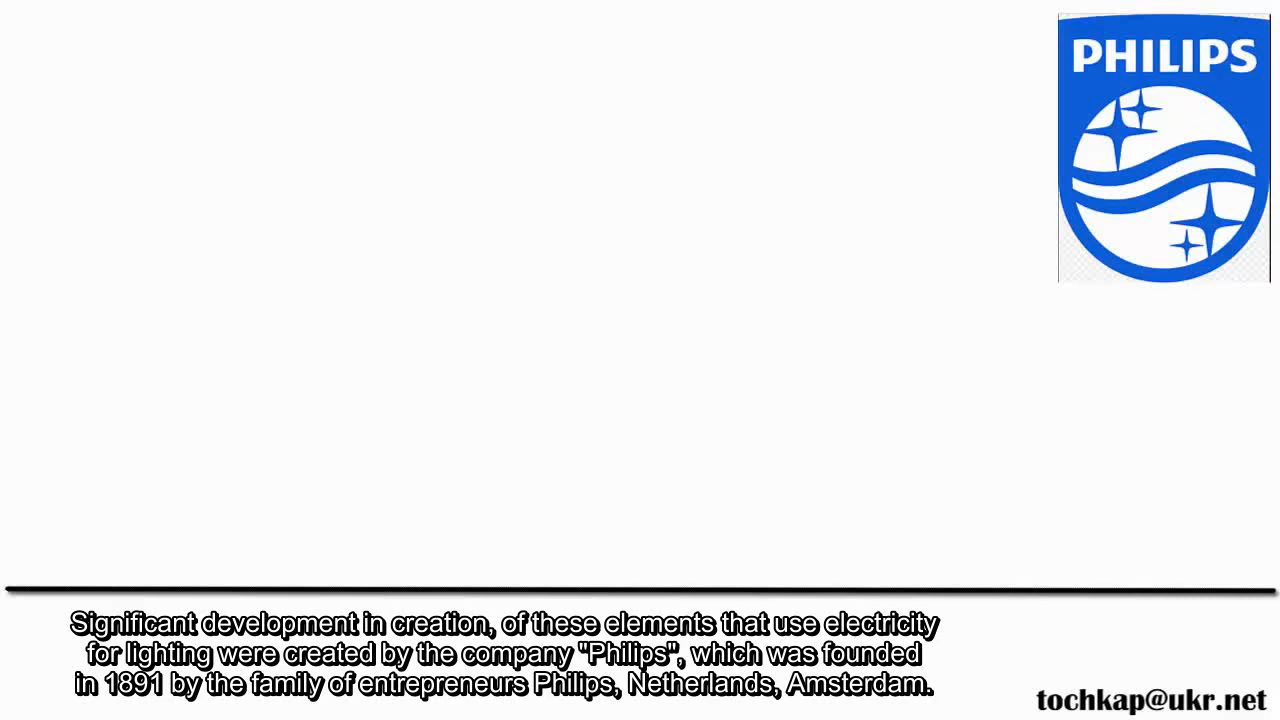 PHILIPS
Significant development in creation, of these elements that use electricity
for lighting were created by the company "Philips", which was founded
in 1891 by the family of entrepreneurs Philips, Netherlands, Amsterdam.
tochkap@ukr.net